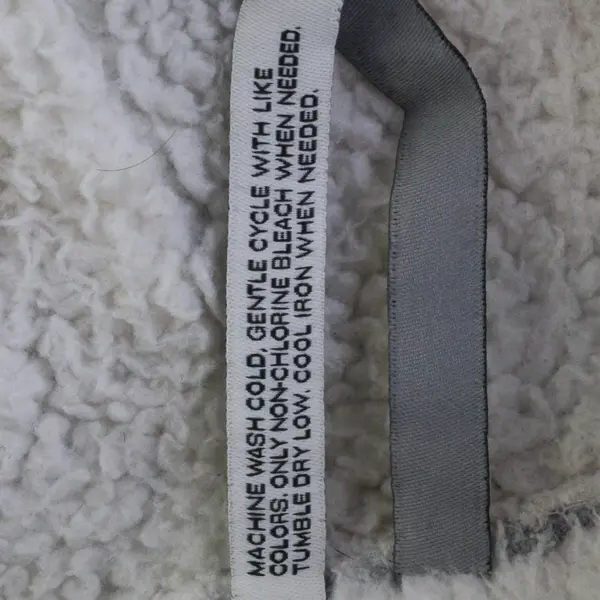 MACHINE WASH COLD, GENTLE CYCLE WITH LIKE
COLORS. ONLY NON-CHLORINE BLEACH WHEN NEEDED.
TUMBLE DRY LOW. COOL IRON WHEN NEEDED.